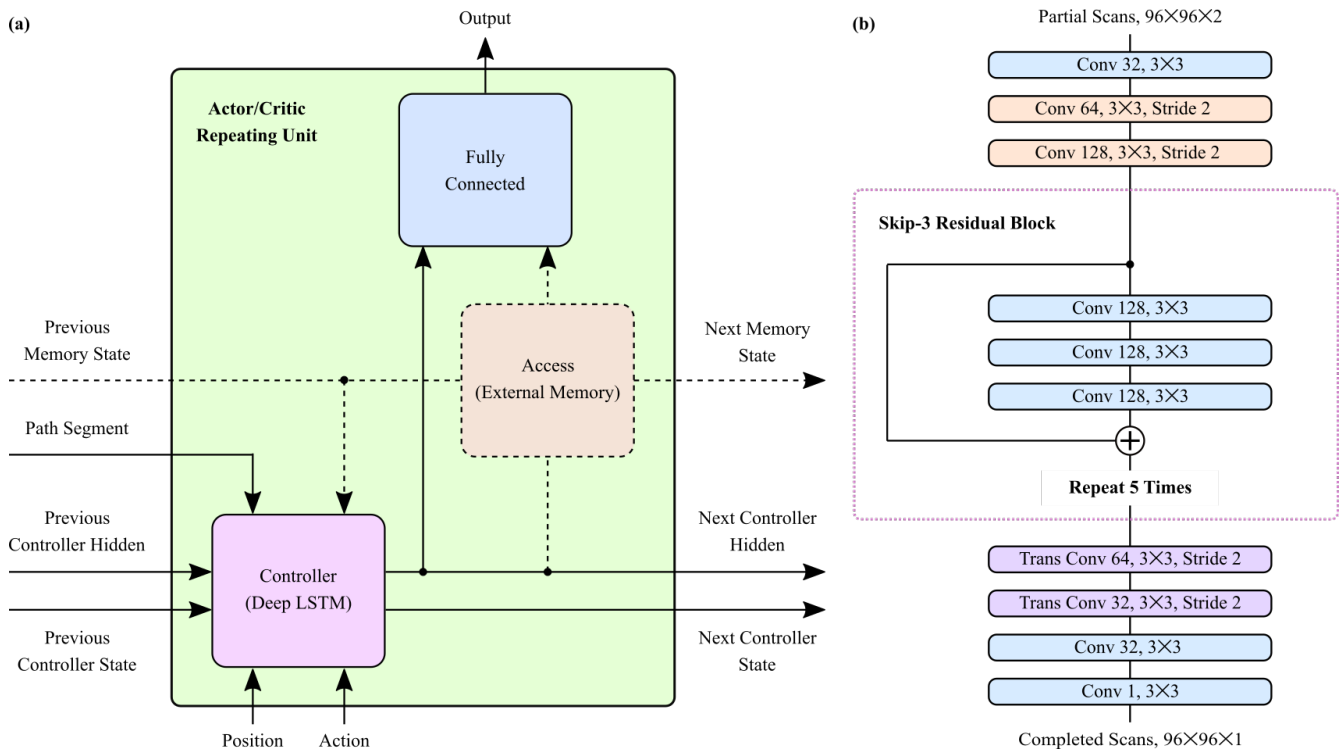 (a)
Output
Actor/Critic
Repeating Unit
Fully
Connected
Previous
Memory State
Access
(External Memory)
Next Memory
State
Path Segment
Previous
Controller Hidden
Controller
(Deep LSTM)
Next Controller
Hidden
Previous
Controller State
Next Controller
State
Position
Action
(b)
Partial Scans, 96×96×2
Conv 32, 3×3
Conv 64, 3×3, Stride 2
Conv 128, 3×3, Stride 2
Skip-3 Residual Block
Conv 128, 3×3
Conv 128, 3×3
Conv 128, 3×3
Repeat 5 Times
Trans Conv 64, 3×3, Stride 2
Trans Conv 32, 3×3, Stride 2
Conv 32, 3×3
Conv 1, 3×3
Completed Scans, 96×96×1